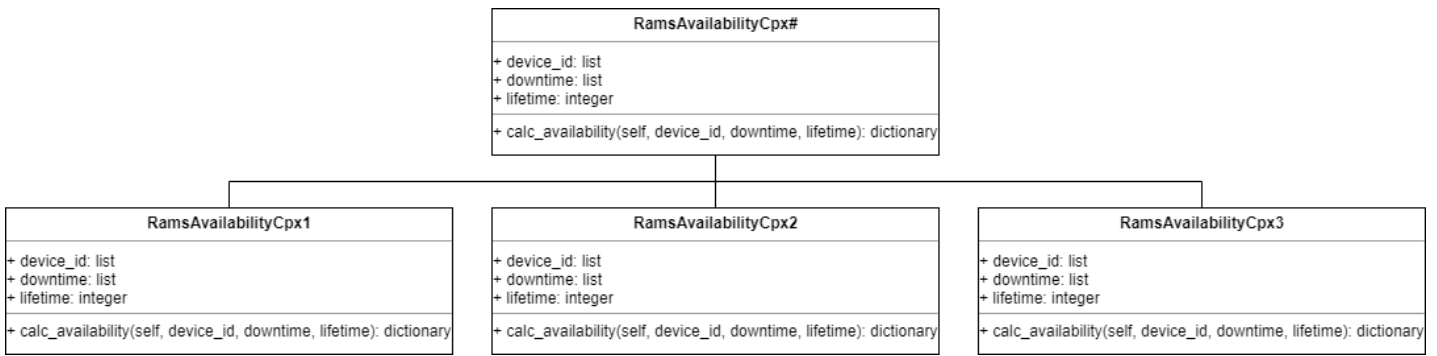 RamsAvailabilityCpx#
+ device_id: list
+ downtime: list
+ lifetime: integer
+ calc_availability(self, device_id, downtime, lifetime): dictionary
RamsAvailabilityCpx1
+ device_id: list
+ downtime: list
+ lifetime: integer
+ calc_availability(self, device_id, downtime, lifetime): dictionary
RamsAvailabilityCpx2
+ device_id: list
+ downtime: list
+ lifetime: integer
+ calc_availability(self, device_id, downtime, lifetime): dictionary
RamsAvailabilityCpx3
+ device_id: list
+ downtime: list
+ lifetime: integer
+ calc_availability(self, device_id, downtime, lifetime): dictionary